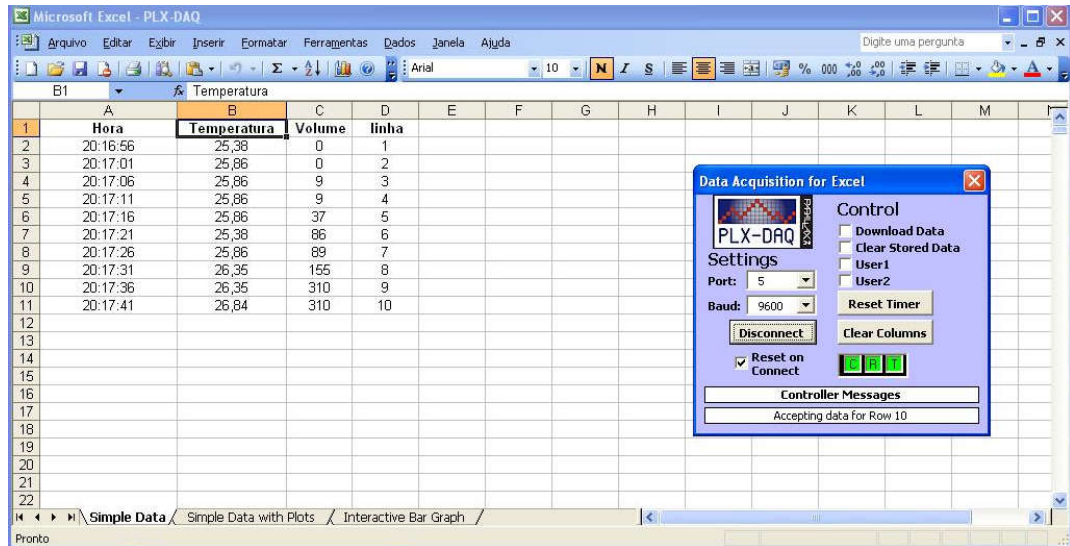 Microsoft Excel - PLX-DAQ
Arquivo Editar Exibir Inserir Formatar Ferramentas Dados Janela Ajuda Digite uma pergunta
Arial 10 N I S % 000
B1 fx Temperatura
A B C D E F G H I J K L M
1 Hora Temperatura Volume linha
2 20:16:56 25,38 0 1
3 20:17:01 25,86 0 2
4 20:17:06 25,86 9 3
5 20:17:11 25,86 9 4
6 20:17:16 25,86 37 5
7 20:17:21 25,38 86 6
8 20:17:26 25,86 89 7
9 20:17:31 26,35 155 8
10 20:17:36 26,35 310 9
11 20:17:41 26,84 310 10
12
13
14
15
16
17
18
19
20
21
22
Data Acquisition for Excel
PLX-DAQ
Control
Download Data
Clear Stored Data
User1
User2
Settings
Port: 5
Baud: 9600
Reset Timer
Disconnect
Clear Columns
Reset on
Connect
C R T
Controller Messages
Accepting data for Row 10
Simple Data Simple Data with Plots Interactive Bar Graph
Pronto